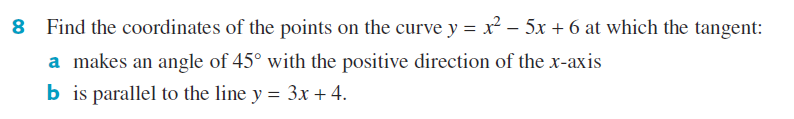 8 Find the coordinates of the points on the curve y = x² – 5x + 6 at which the tangent:
a makes an angle of 45° with the positive direction of the x-axis
b is parallel to the line y = 3x + 4.